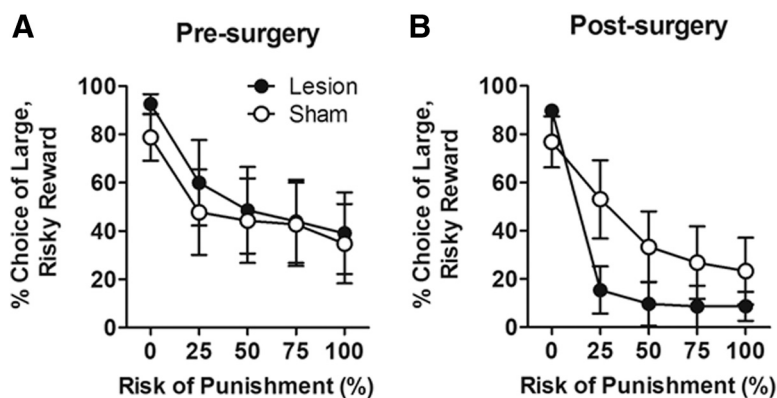 A
Pre-surgery
Lesion
Sham
% Choice of Large,
Risky Reward
100
80
60
40
20
0
0 25 50 75 100
Risk of Punishment (%)
B
Post-surgery
% Choice of Large,
Risky Reward
100
80
60
40
20
0
0 25 50 75 100
Risk of Punishment (%)